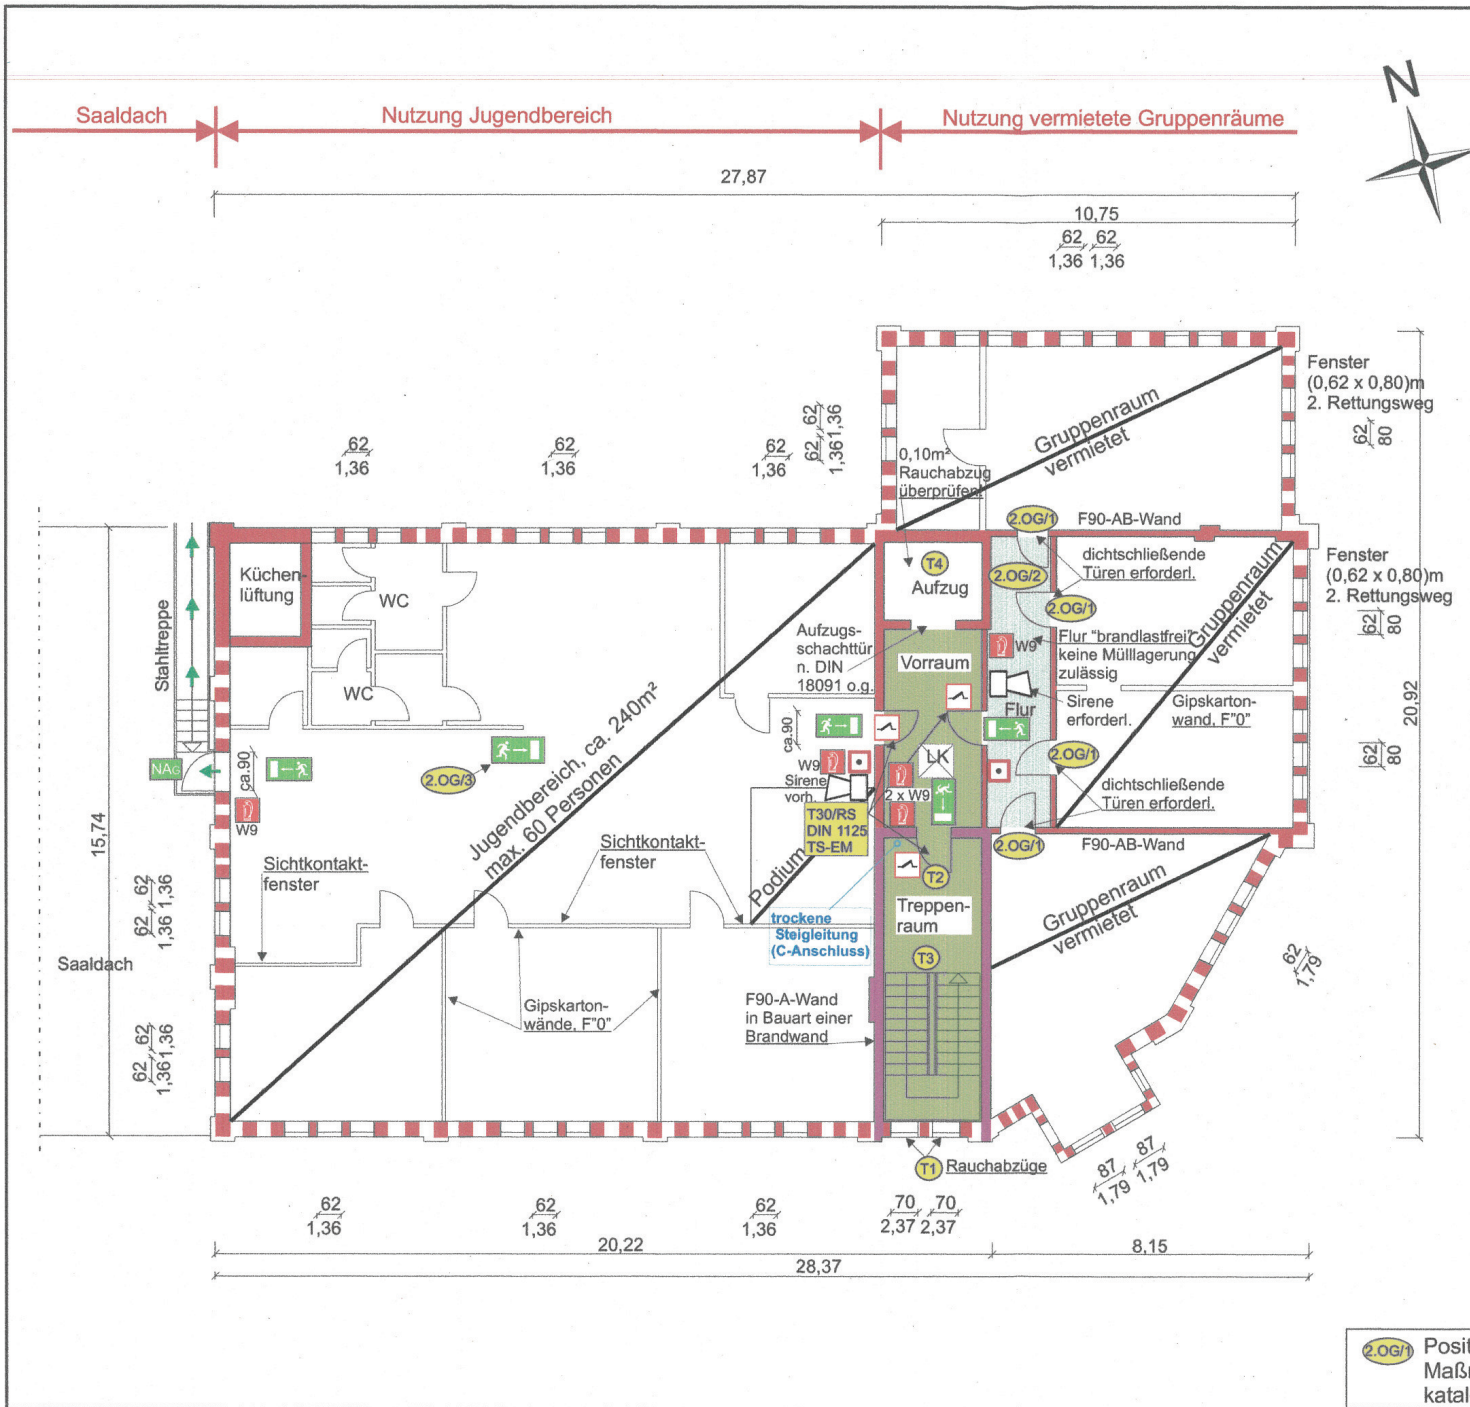 Saaldach
Nutzung Jugendbereich
Nutzung vermietete Gruppenräume
N
27,87
10,75
62 62
1,36 1,36
Fenster
(0,62 x 0,80)m
2. Rettungsweg
62
80
Gruppenraum
vermietet
62
1,36
62
1,36
62
1,36
62 62
1,36 1,36
0,10m²
Rauchabzug
überprüfen!
2.OG/1
F90-AB-Wand
dichtschließende
Türen erforderl.
Fenster
(0,62 x 0,80)m
2. Rettungsweg
T4
Aufzug
2.OG/2
2.OG/1
Gruppenraum
vermietet
62
80
Küchen-
lüftung
WC
WC
Stahltreppe
Aufzugs-
schachttür
n. DIN
18091 o.g.
Vorraum
W9
Flur "brandlastfrei",
keine Mülllagerung
zulässig
Sirene
erforderl.
Flur
Gipskarton-
wand, F"0"
20,92
62
80
NAG
ca.90
W9
2.OG/3
Jugendbereich, ca. 240m²
max. 60 Personen
ca.90
W9
Sirene
vorh.
LK
2 x W9
2.OG/1
dichtschließende
Türen erforderl.
T30/RS
DIN 1125
TS-EM
2.OG/1
F90-AB-Wand
15,74
Sichtkontakt-
fenster
Sichtkontakt-
fenster
Podium
T2
Gruppenraum
vermietet
62 62
1,36 1,36
trockene
Steigleitung
(C-Anschluss)
Treppen-
raum
Saaldach
T3
62
1,79
Gipskarton-
wände, F"0"
F90-A-Wand
in Bauart einer
Brandwand
62 62
1,36 1,36
T1
Rauchabzüge
87 87
1,79 1,79
62
1,36
62
1,36
62
1,36
70 70
2,37 2,37
20,22
8,15
28,37
2.OG/1
Posit
Maßn
katal